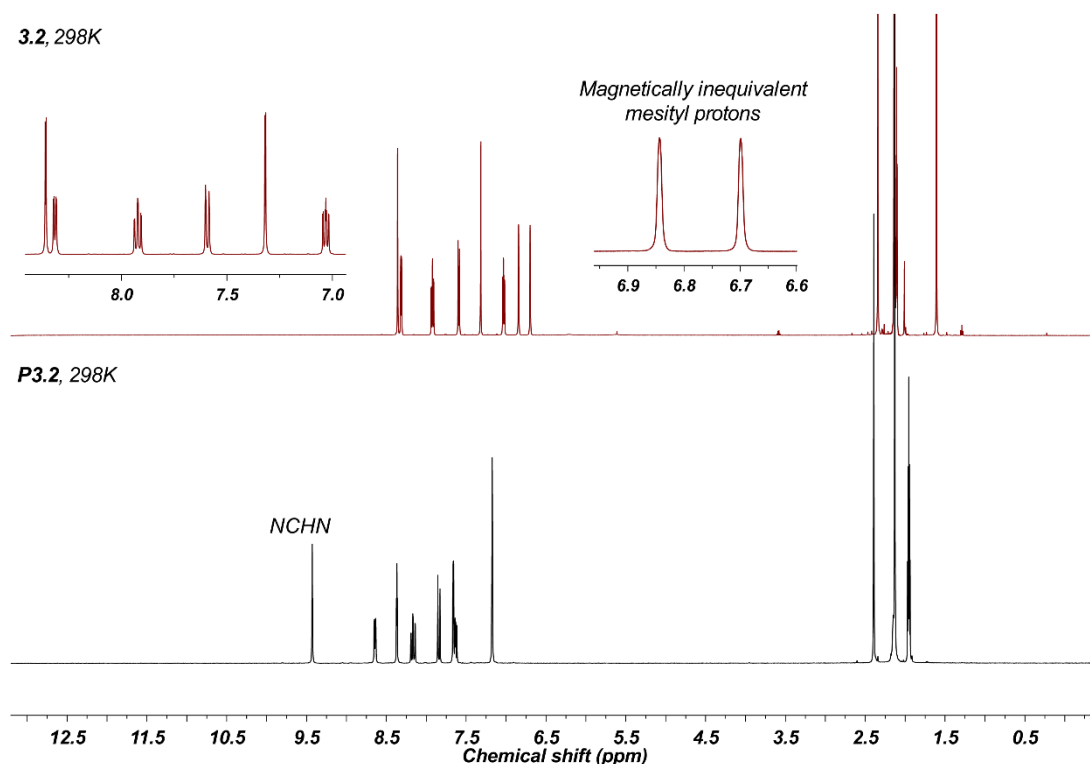 3.2, 298K
Magnetically inequivalent
mesityl protons
8.0 7.5 7.0
6.9 6.8 6.7 6.6
P3.2, 298K
NCHN
12.5 11.5 10.5 9.5 8.5 7.5 6.5 5.5 4.5 3.5 2.5 1.5 0.5
Chemical shift (ppm)